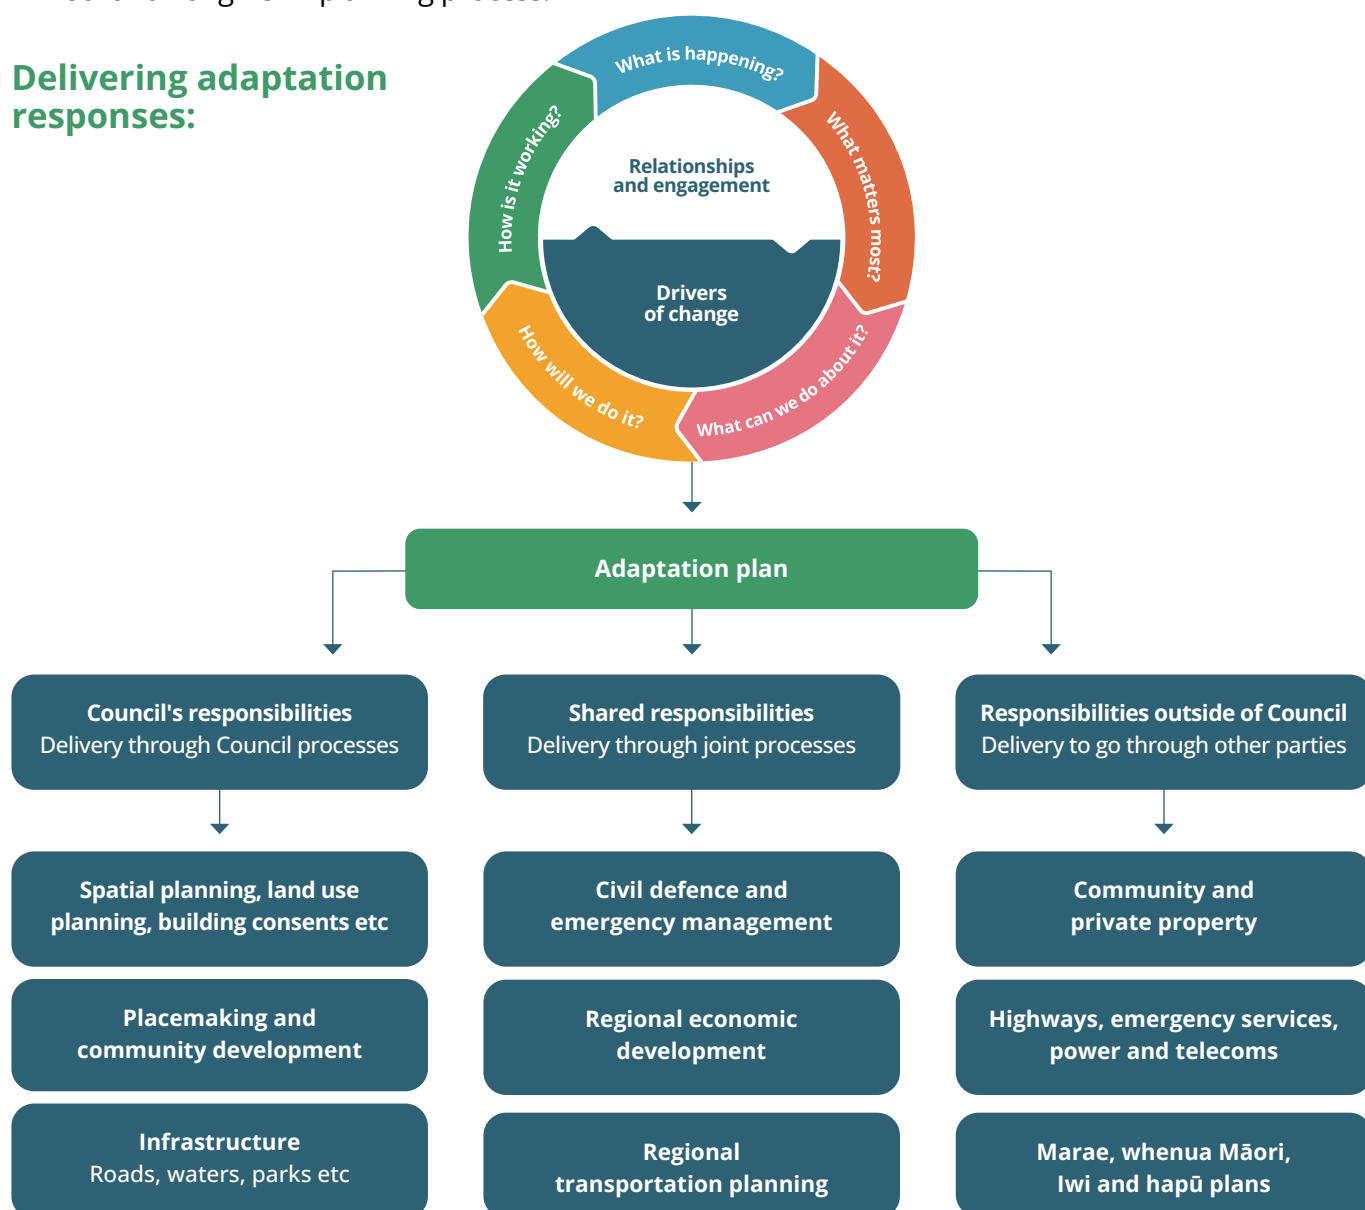 Delivering adaptation
responses:
What is happening?
What matters most?
What can we do about it?
How will we do it?
How is it working?
Relationships
and engagement
Drivers
of change
Adaptation plan
Council's responsibilities
Delivery through Council processes
Shared responsibilities
Delivery through joint processes
Responsibilities outside of Council
Delivery to go through other parties
Spatial planning, land use
planning, building consents etc
Civil defence and
emergency management
Community and
private property
Placemaking and
community development
Regional economic
development
Highways, emergency services,
power and telecoms
Infrastructure
Roads, waters, parks etc
Regional
transportation planning
Marae, whenua Māori,
Iwi and hapū plans